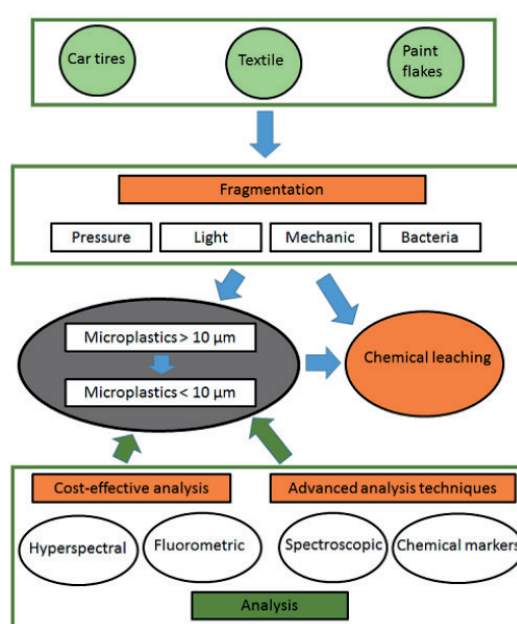 Car tires
Textile
Paint
flakes
Fragmentation
Pressure
Light
Mechanic
Bacteria
Microplastics > 10 µm
Microplastics < 10 µm
Chemical leaching
Cost-effective analysis
Advanced analysis techniques
Hyperspectral
Fluorometric
Spectroscopic
Chemical markers
Analysis